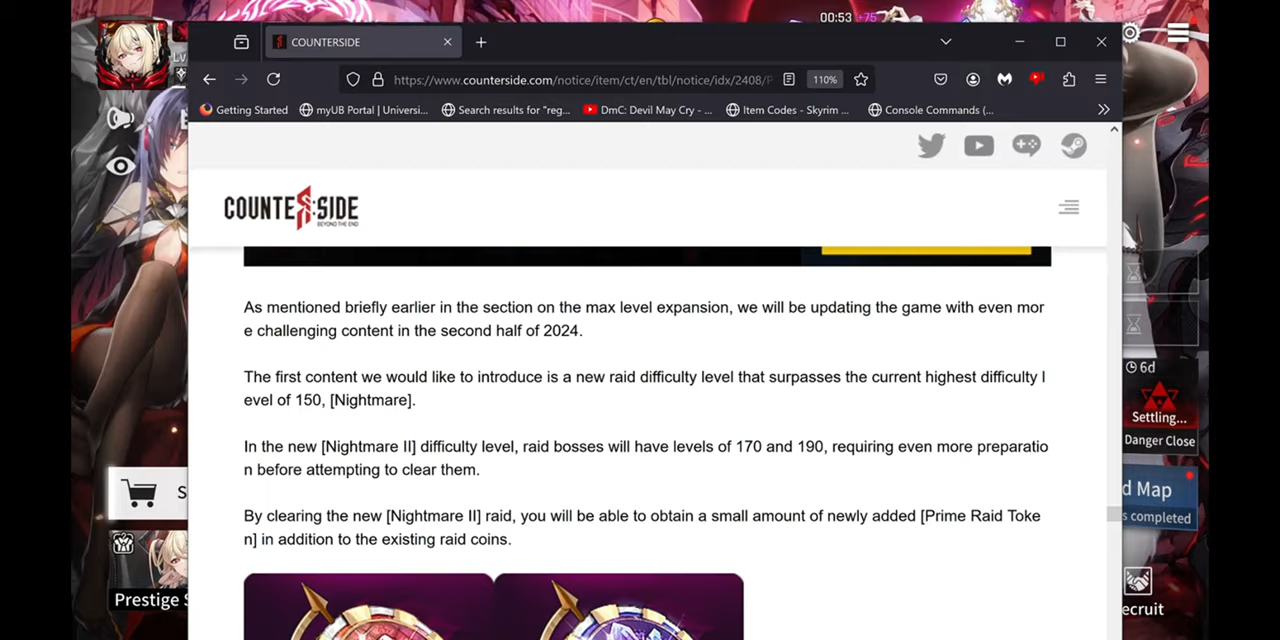 00:53 +75
COUNTERSIDE
Lv
https://www.counterside.com/notice/item/ct/en/tbl/notice/idx/2408/
110%
Getting Started
myUB Portal | Universi...
Search results for "reg...
DmC: Devil May Cry - ...
Item Codes - Skyrim ...
Console Commands (...
COUNTERSIDE
BEYOND THE END
As mentioned briefly earlier in the section on the max level expansion, we will be updating the game with even mor
e challenging content in the second half of 2024.
The first content we would like to introduce is a new raid difficulty level that surpasses the current highest difficulty l
evel of 150, [Nightmare].
In the new [Nightmare II] difficulty level, raid bosses will have levels of 170 and 190, requiring even more preparatio
n before attempting to clear them.
By clearing the new [Nightmare II] raid, you will be able to obtain a small amount of newly added [Prime Raid Toke
n] in addition to the existing raid coins.
6d
Settling...
Danger Close
d Map
s completed
S
Prestige S
ecruit